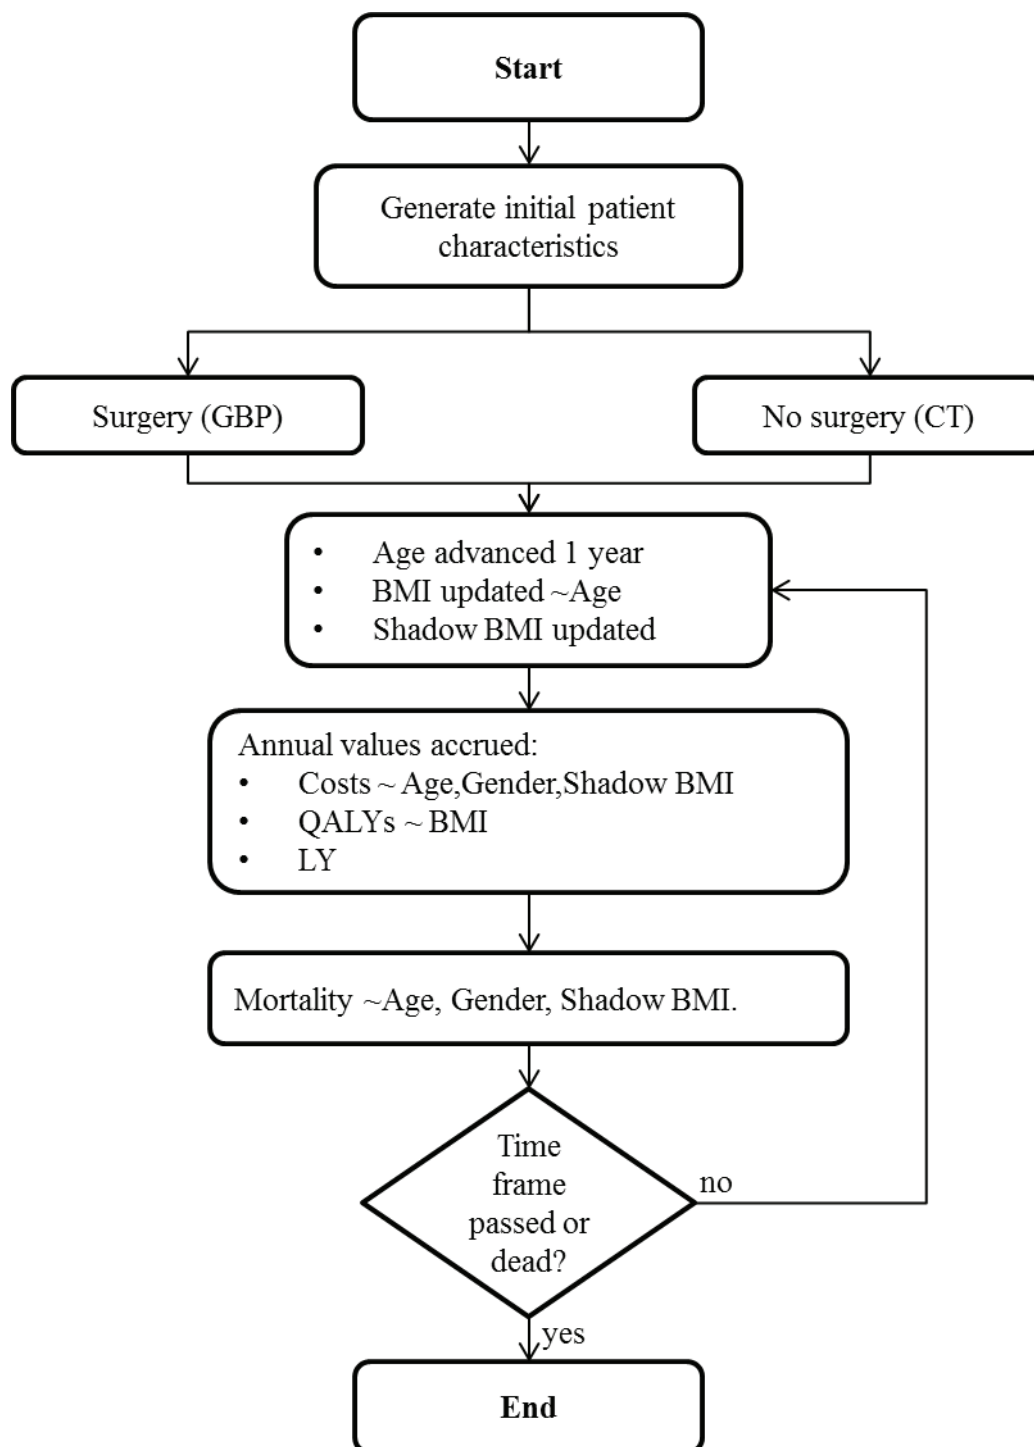 Start
Generate initial patient
characteristics
Surgery (GBP)
No surgery (CT)
• Age advanced 1 year
• BMI updated ~Age
• Shadow BMI updated
Annual values accrued:
• Costs ~ Age,Gender,Shadow BMI
• QALYs ~ BMI
• LY
Mortality ~Age, Gender, Shadow BMI.
Time
frame
passed or
dead?
no
yes
End